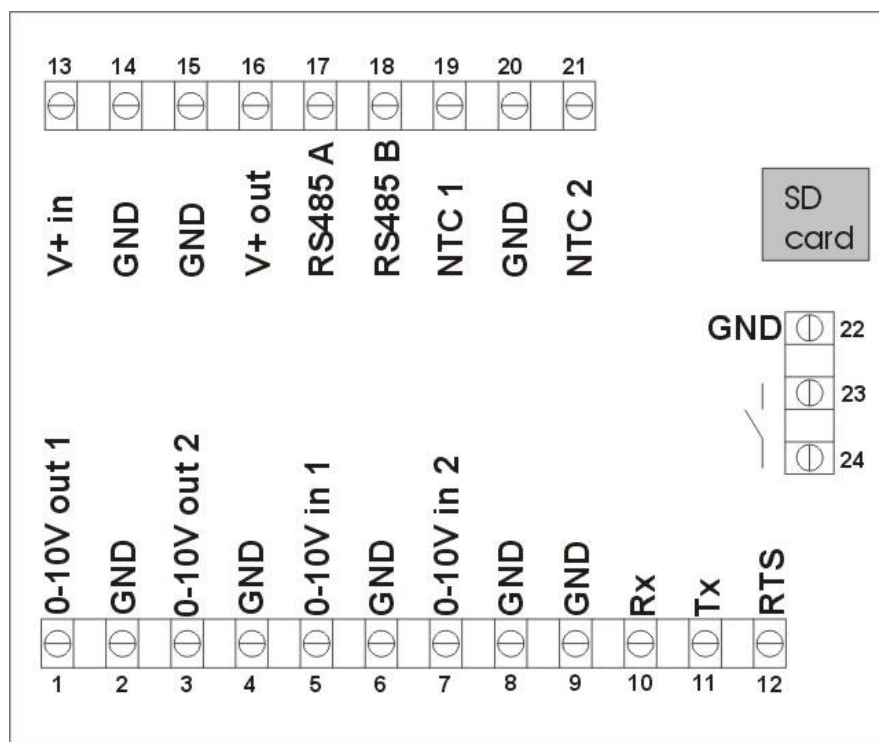 13 14 15 16 17 18 19 20 21
V+ in
GND
GND
V+ out
RS485 A
RS485 B
NTC 1
GND
NTC 2
SD
card
GND 22
23
24
0-10V out 1
GND
0-10V out 2
GND
0-10V in 1
GND
0-10V in 2
GND
GND
Rx
Tx
RTS
1 2 3 4 5 6 7 8 9 10 11 12